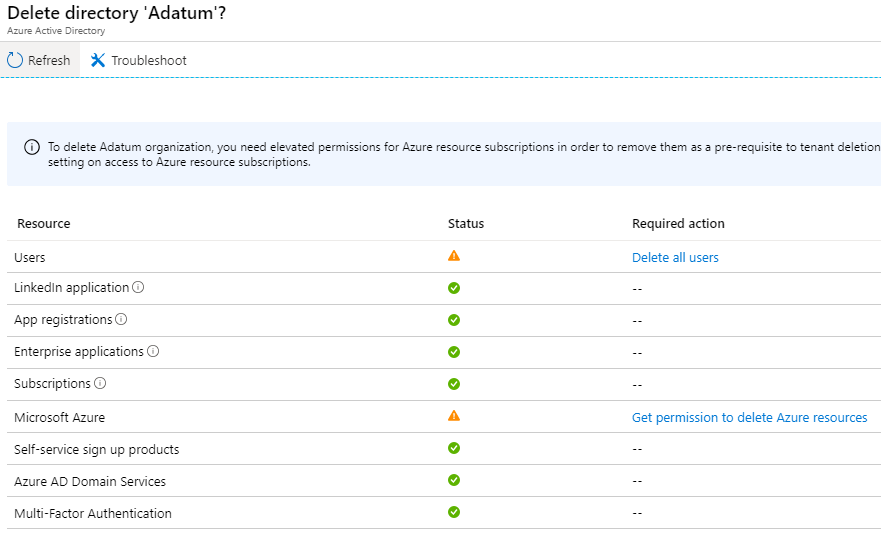 Delete directory 'Adatum'?
Azure Active Directory
Refresh Troubleshoot
To delete Adatum organization, you need elevated permissions for Azure resource subscriptions in order to remove them as a pre-requisite to tenant deletion
setting on access to Azure resource subscriptions.
Resource Status Required action
Users Delete all users
LinkedIn application --
App registrations --
Enterprise applications --
Subscriptions --
Microsoft Azure Get permission to delete Azure resources
Self-service sign up products --
Azure AD Domain Services --
Multi-Factor Authentication --